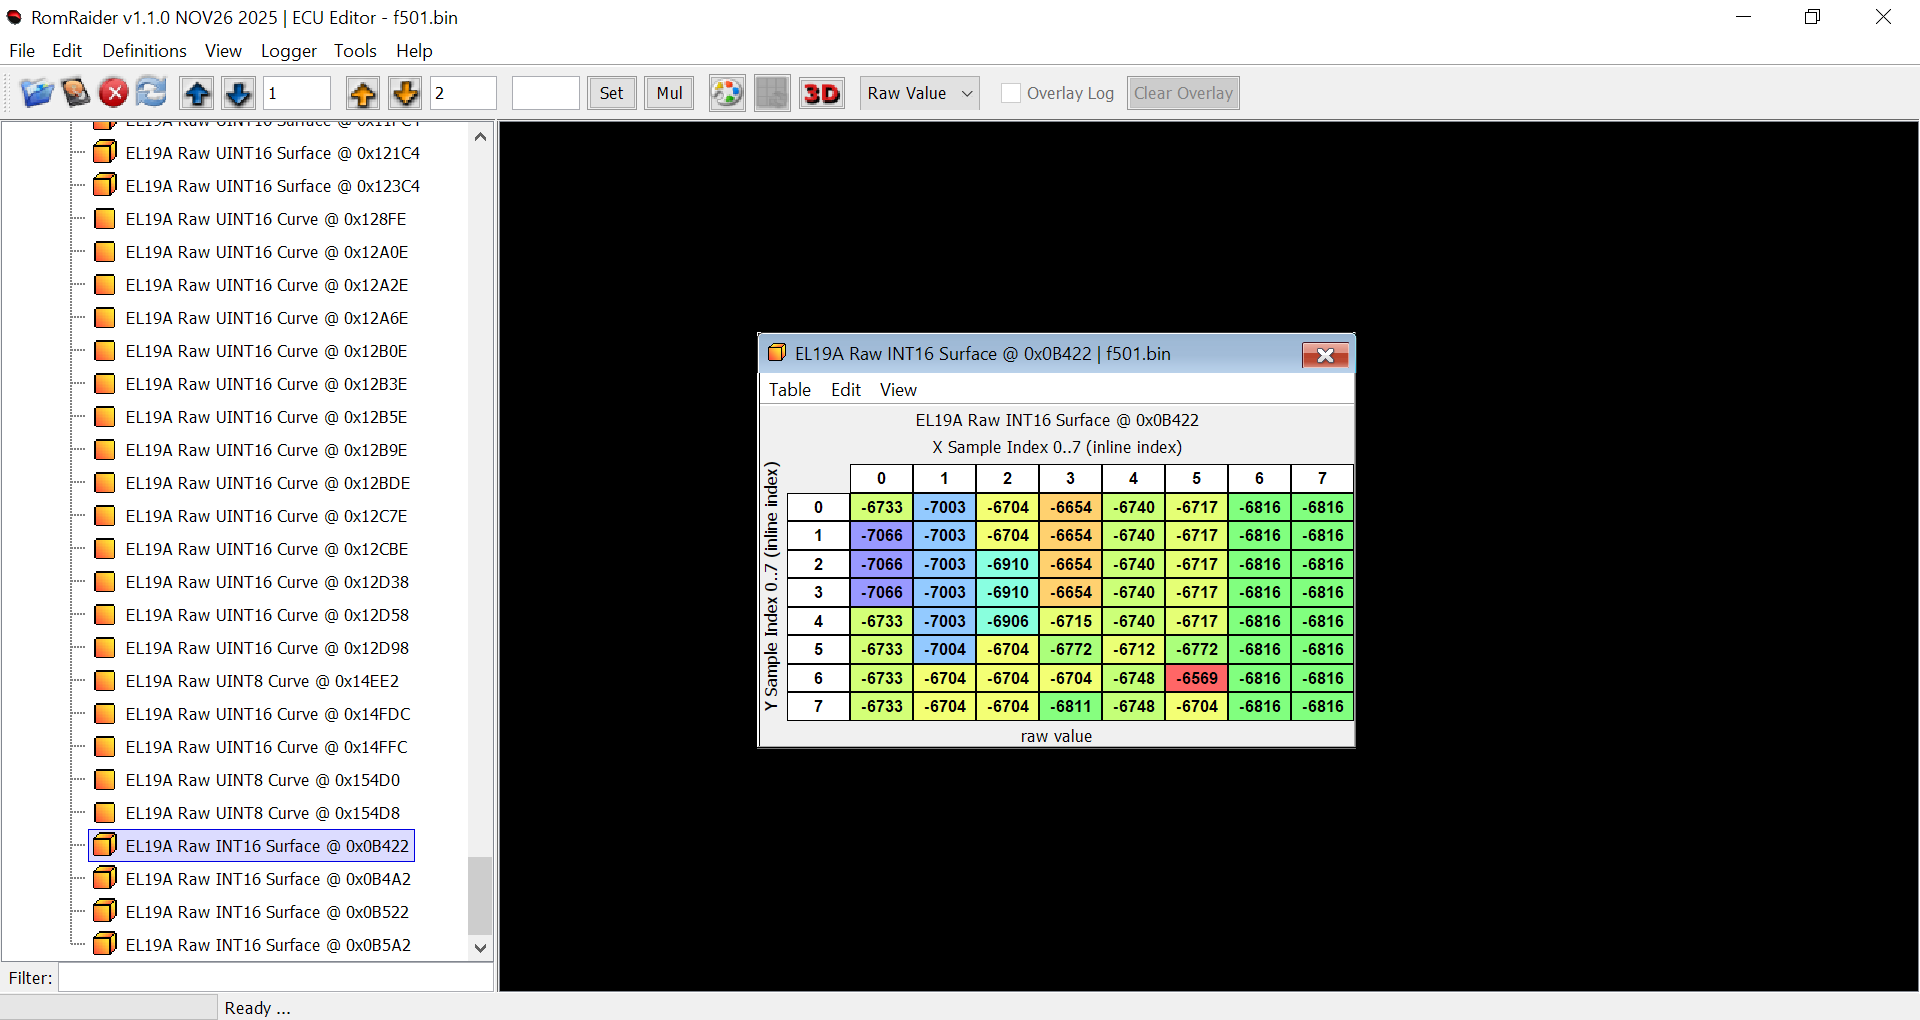 RomRaider v1.1.0 NOV26 2025 | ECU Editor - f501.bin
File Edit Definitions View Logger Tools Help
1 2 Set Mul 3D Raw Value Overlay Log Clear Overlay
EL19A Raw UINT16 Surface @ 0x121C4
EL19A Raw UINT16 Surface @ 0x123C4
EL19A Raw UINT16 Curve @ 0x128FE
EL19A Raw UINT16 Curve @ 0x12A0E
EL19A Raw UINT16 Curve @ 0x12A2E
EL19A Raw UINT16 Curve @ 0x12A6E
EL19A Raw UINT16 Curve @ 0x12B0E
EL19A Raw UINT16 Curve @ 0x12B3E
EL19A Raw UINT16 Curve @ 0x12B5E
EL19A Raw UINT16 Curve @ 0x12B9E
EL19A Raw UINT16 Curve @ 0x12BDE
EL19A Raw UINT16 Curve @ 0x12C7E
EL19A Raw UINT16 Curve @ 0x12CBE
EL19A Raw UINT16 Curve @ 0x12D38
EL19A Raw UINT16 Curve @ 0x12D58
EL19A Raw UINT16 Curve @ 0x12D98
EL19A Raw UINT8 Curve @ 0x14EE2
EL19A Raw UINT16 Curve @ 0x14FDC
EL19A Raw UINT16 Curve @ 0x14FFC
EL19A Raw UINT8 Curve @ 0x154D0
EL19A Raw UINT8 Curve @ 0x154D8
EL19A Raw INT16 Surface @ 0x0B422
EL19A Raw INT16 Surface @ 0x0B4A2
EL19A Raw INT16 Surface @ 0x0B522
EL19A Raw INT16 Surface @ 0x0B5A2
Filter:
Ready ...
EL19A Raw INT16 Surface @ 0x0B422 | f501.bin
Table Edit View
EL19A Raw INT16 Surface @ 0x0B422
X Sample Index 0..7 (inline index)
Y Sample Index 0..7 (inline index)
0 1 2 3 4 5 6 7
0 -6733 -7003 -6704 -6654 -6740 -6717 -6816 -6816
1 -7066 -7003 -6704 -6654 -6740 -6717 -6816 -6816
2 -7066 -7003 -6910 -6654 -6740 -6717 -6816 -6816
3 -7066 -7003 -6910 -6654 -6740 -6717 -6816 -6816
4 -6733 -7003 -6906 -6715 -6740 -6717 -6816 -6816
5 -6733 -7004 -6704 -6772 -6712 -6772 -6816 -6816
6 -6733 -6704 -6704 -6704 -6748 -6569 -6816 -6816
7 -6733 -6704 -6704 -6811 -6748 -6704 -6816 -6816
raw value